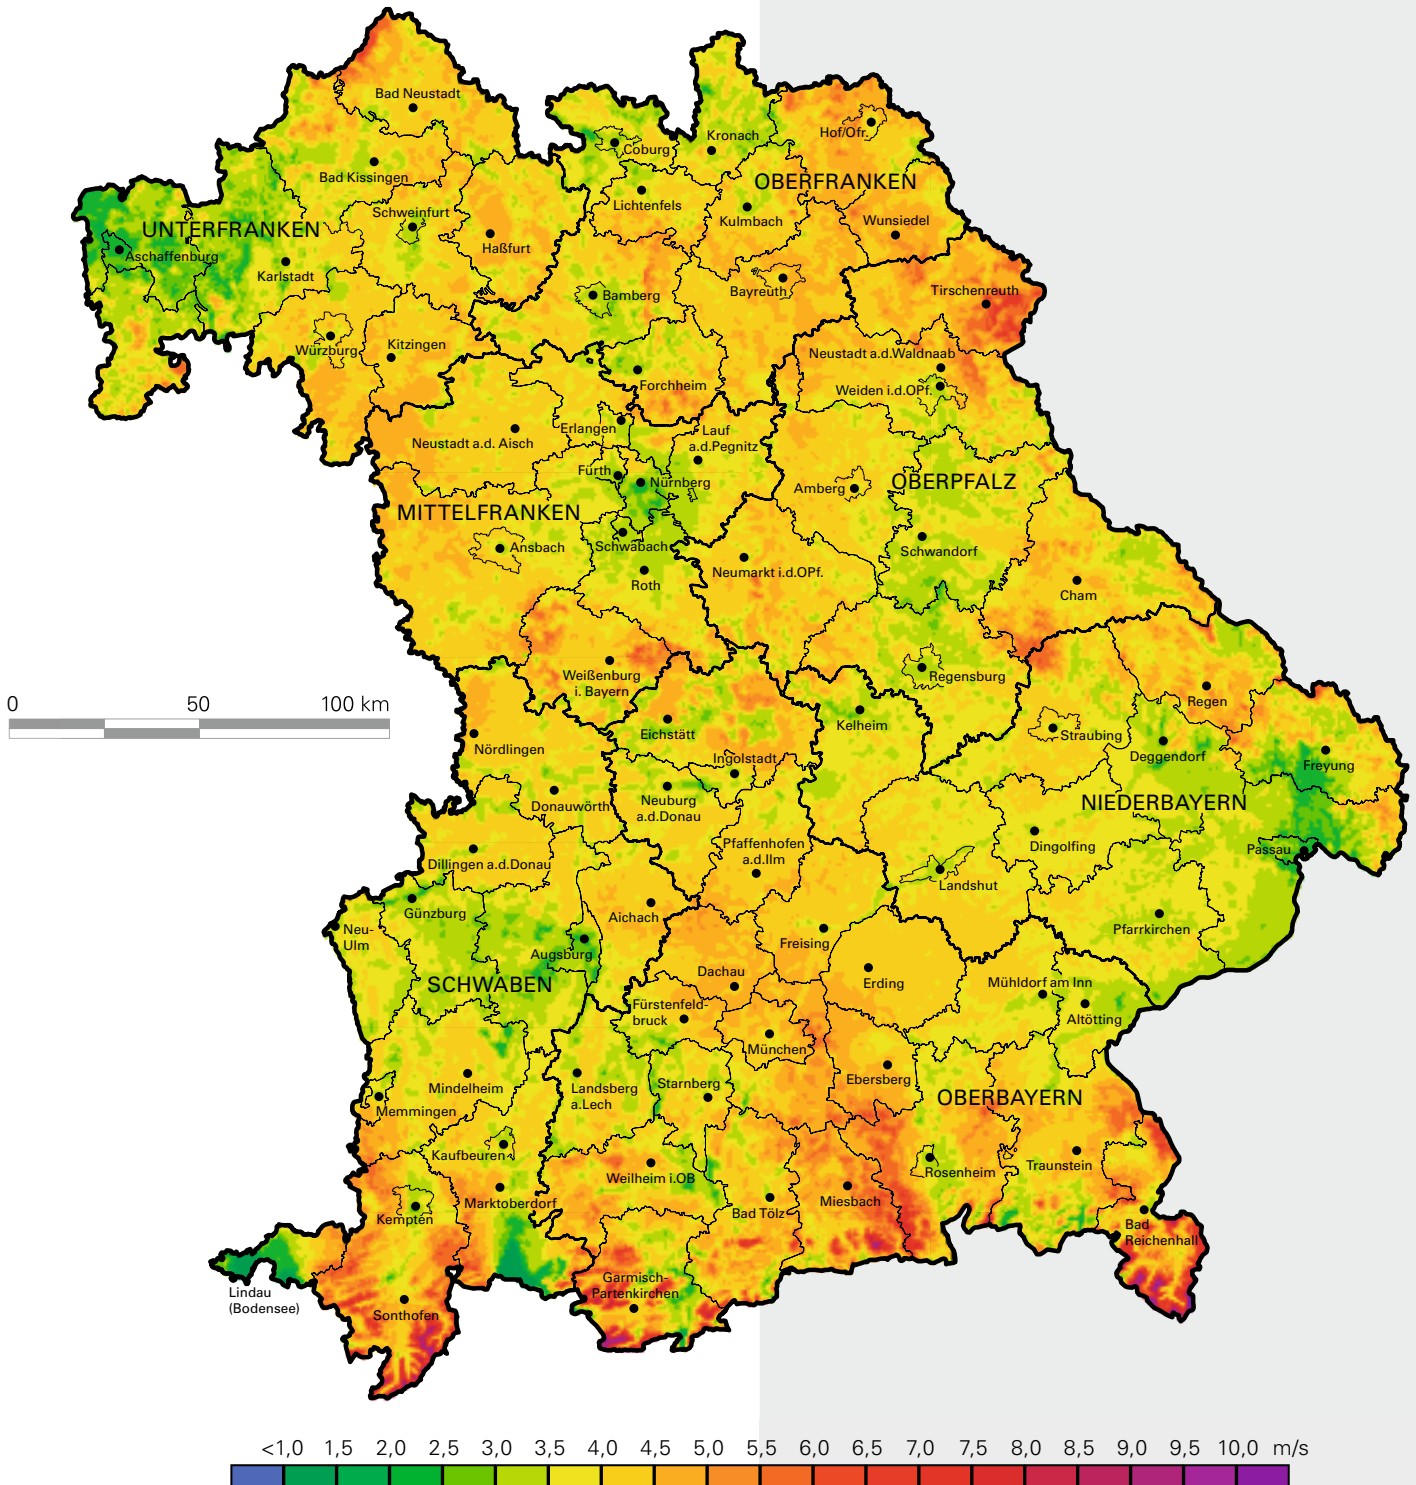 Bad Neustadt
Hof/Ofr.
Kronach
Coburg
Bad Kissingen
OBERFRANKEN
Lichtenfels
Schweinfurt
Kulmbach
Wunsiedel
UNTERFRANKEN
Haßfurt
Aschaffenburg
Karlstadt
Bayreuth
Tirschenreuth
Bamberg
Würzburg
Kitzingen
Neustadt a.d.Waldnaab
Forchheim
Weiden i.d.OPf.
Erlangen
Lauf
a.d.Pegnitz
Neustadt a.d. Aisch
Fürth
Nürnberg
Amberg
OBERPFALZ
MITTELFRANKEN
Ansbach
Schwabach
Schwandorf
Neumarkt i.d.OPf.
Roth
Cham
Weißenburg
i. Bayern
Regensburg
0 50 100 km
Regen
Kelheim
Eichstätt
Straubing
Nördlingen
Deggendorf
Ingolstadt
Freyung
Donauwörth
Neuburg
a.d.Donau
NIEDERBAYERN
Pfaffenhofen
a.d.Ilm
Dingolfing
Passau
Dillingen a.d.Donau
Landshut
Günzburg
Aichach
Neu-
Ulm
Pfarrkirchen
Freising
Augsburg
Dachau
SCHWABEN
Erding
Mühldorf am Inn
Fürstenfeld-
bruck
Altötting
München
Ebersberg
Mindelheim
Landsberg
a.Lech
Starnberg
OBERBAYERN
Memmingen
Kaufbeuren
Traunstein
Weilheim i.OB
Rosenheim
Marktoberdorf
Miesbach
Bad Tölz
Kempten
Bad
Reichenhall
Lindau
(Bodensee)
Garmisch-
Partenkirchen
Sonthofen
<1,0 1,5 2,0 2,5 3,0 3,5 4,0 4,5 5,0 5,5 6,0 6,5 7,0 7,5 8,0 8,5 9,0 9,5 10,0 m/s